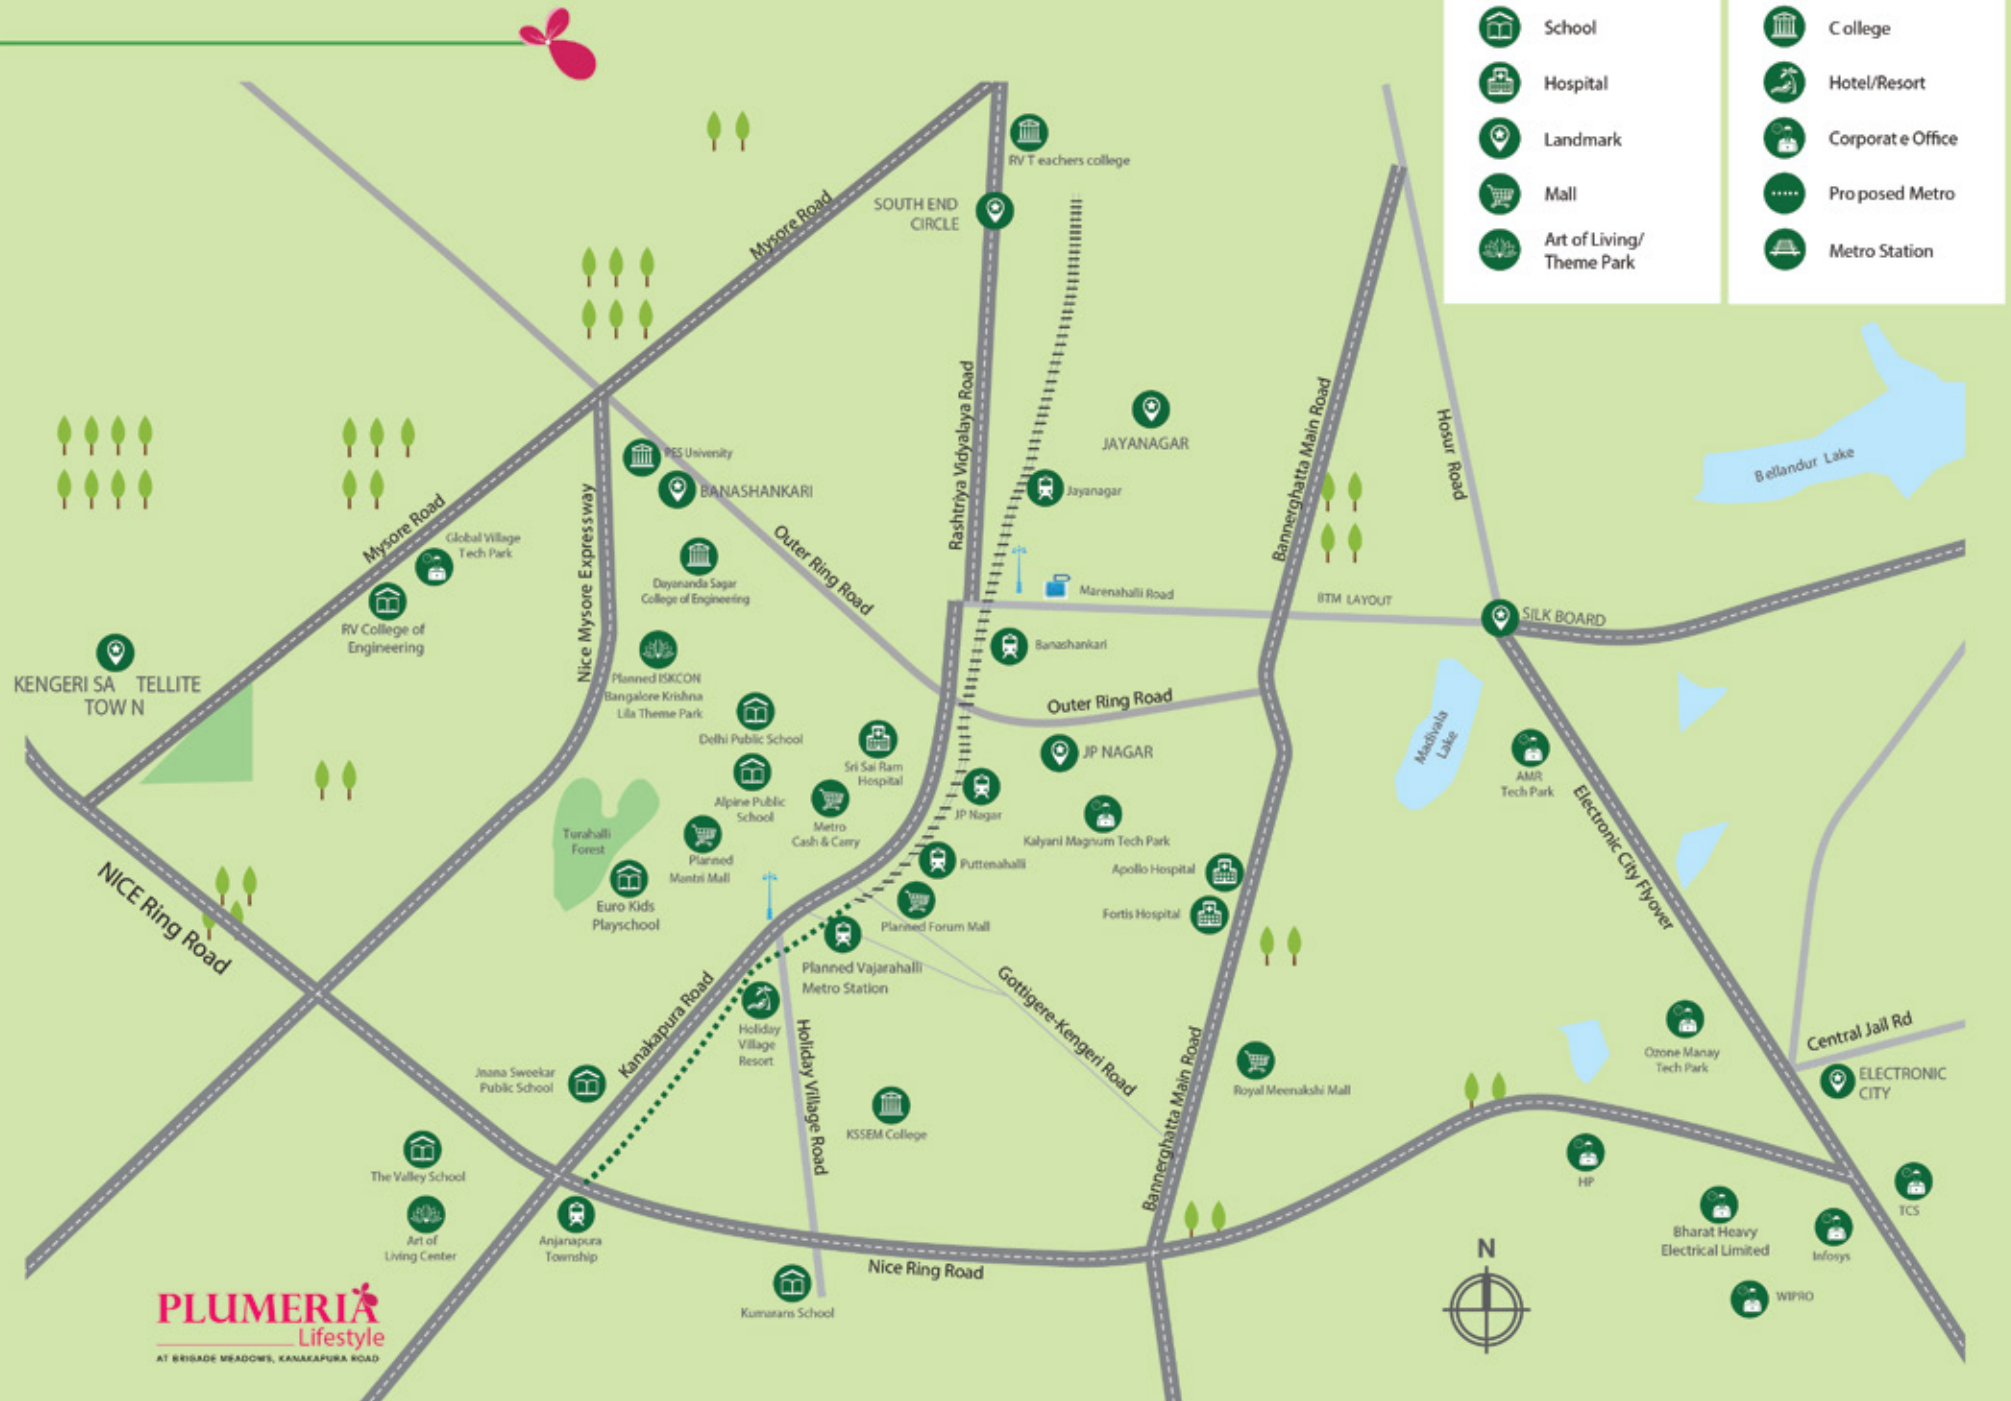 School
Hospital
Landmark
Mall
Art of Living/
Theme Park
College
Hotel/Resort
Corporate Office
Proposed Metro
Metro Station
RV Teachers college
SOUTH END
CIRCLE
Mysore Road
Rashtriya Vidyalaya Road
JAYANAGAR
Jayanagar
Bannerghatta Main Road
Hosur Road
Bellandur Lake
PES University
BANASHANKARI
Outer Ring Road
Mysore Road
Global Village
Tech Park
Nice Mysore Expressway
Dayananda Sagar
College of Engineering
Marenahalli Road
BTM LAYOUT
SILK BOARD
RV College of
Engineering
KENGERI SA TELLITE
TOW N
Planned ISKCON
Bangalore Krishna
Lila Theme Park
Banashankari
Outer Ring Road
Delhi Public School
Sri Sai Ram
Hospital
JP NAGAR
Madivala
Lake
AMR
Tech Park
Electronic City Flyover
Alpine Public
School
Metro
Cash & Carry
JP Nagar
Kalyani Magnum Tech Park
Turahalli
Forest
Planned
Mantri Mall
Puttenahalli
Apollo Hospital
Euro Kids
Playschool
Fortis Hospital
Planned Forum Mall
NICE Ring Road
Planned Vajarahalli
Metro Station
Kanakapura Road
Holiday
Village
Resort
Holiday Village Road
Gottigere-Kengeri Road
Bannerghatta Main Road
Royal Meenakshi Mall
Ozone Manay
Tech Park
Central Jail Rd
ELECTRONIC
CITY
Jnana Sweekar
Public School
KSSEM College
The Valley School
Art of
Living Center
Anjanapura
Township
Nice Ring Road
Kumarans School
HP
TCS
Bharat Heavy
Electrical Limited
Infosys
WIPRO
N
PLUMERIA
Lifestyle
AT BRIGADE MEADOWS, KANAKAPURA ROAD